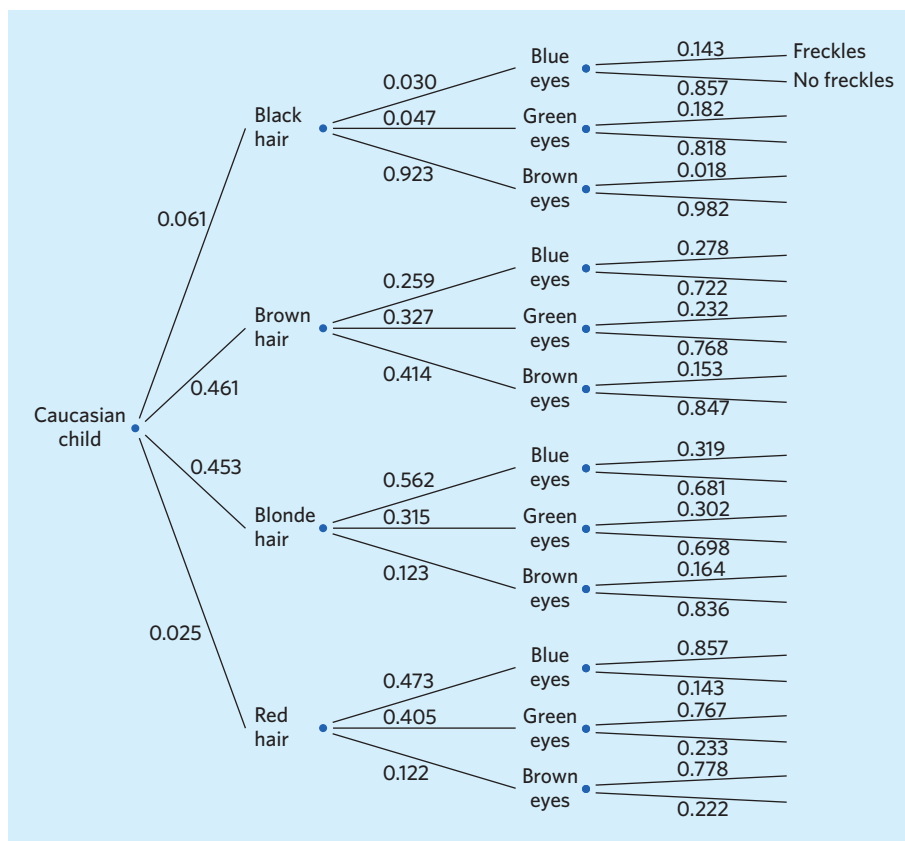 0.143 Freckles
Blue
eyes
0.030
0.857 No freckles
Black
hair
0.047
Green
eyes
0.182
0.818
0.923
Brown
eyes
0.018
0.982
0.061
0.259
Blue
eyes
0.278
0.722
Brown
hair
0.327
Green
eyes
0.232
0.768
0.461
0.414
Brown
eyes
0.153
0.847
Caucasian
child
0.453
0.562
Blue
eyes
0.319
0.681
Blonde
hair
0.315
Green
eyes
0.302
0.698
0.123
Brown
eyes
0.164
0.836
0.025
0.473
Blue
eyes
0.857
0.143
Red
hair
0.405
Green
eyes
0.767
0.233
0.122
Brown
eyes
0.778
0.222